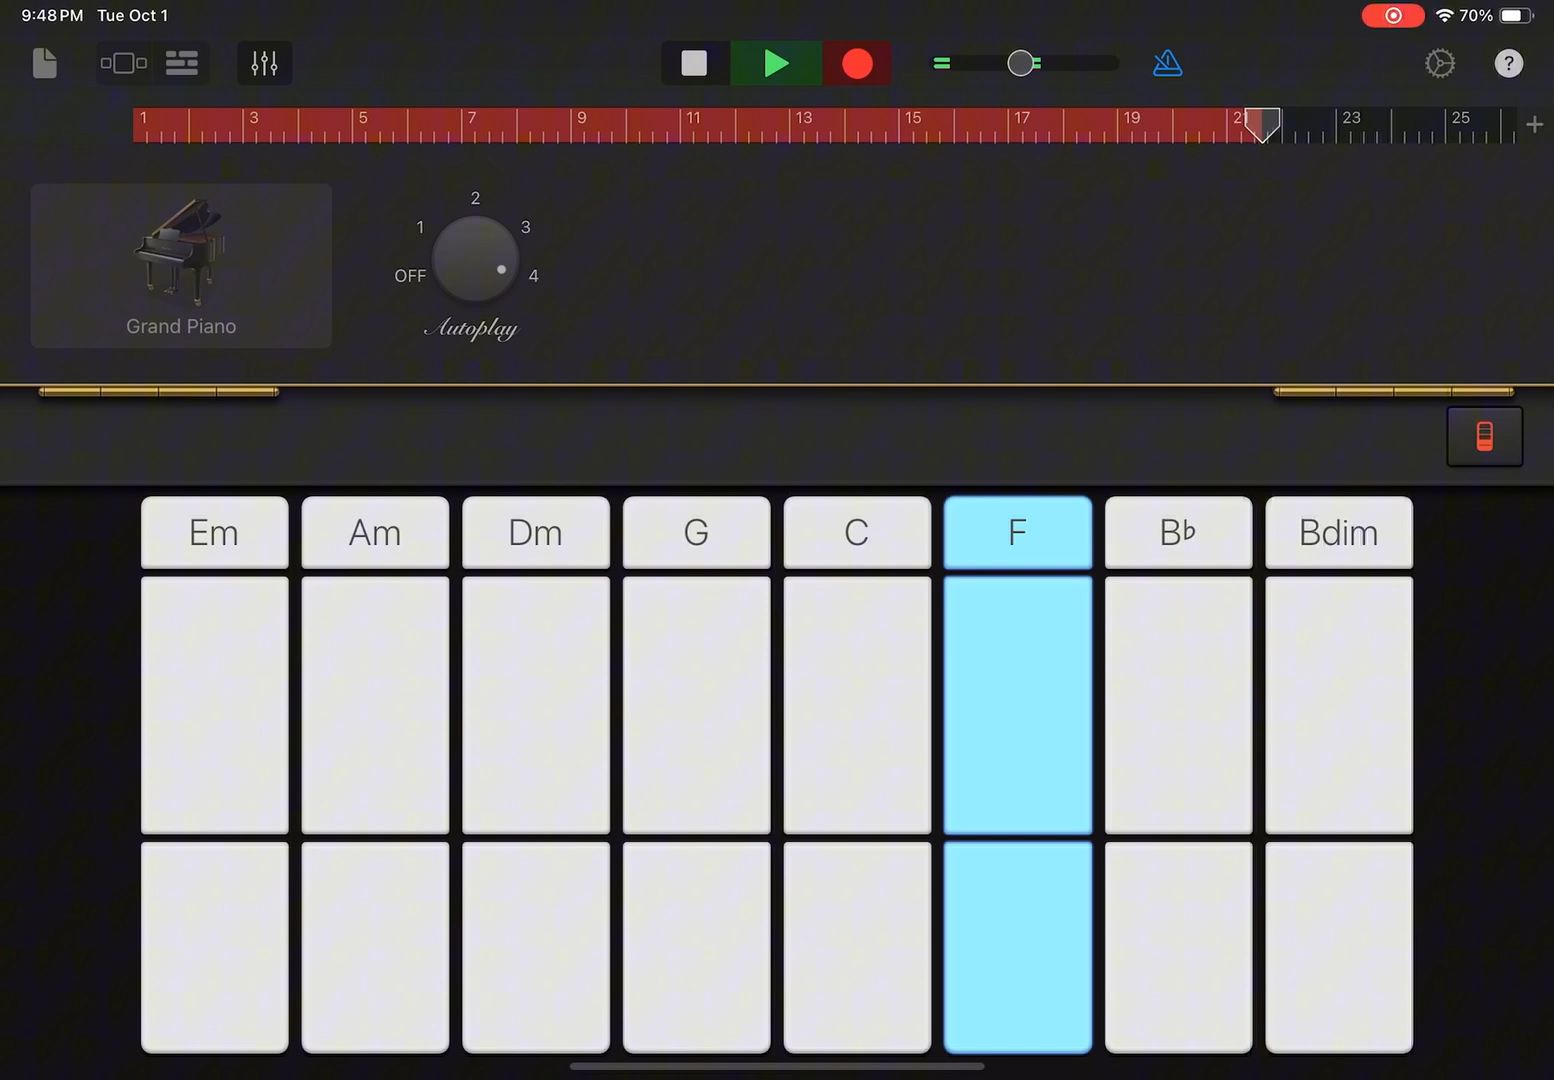 9:48 PM Tue Oct 1
70%
?
1 3 5 7 9 11 13 15 17 19 21 23 25 +
2
1 3
OFF 4
Autoplay
Grand Piano
Em Am Dm G C F B♭ Bdim